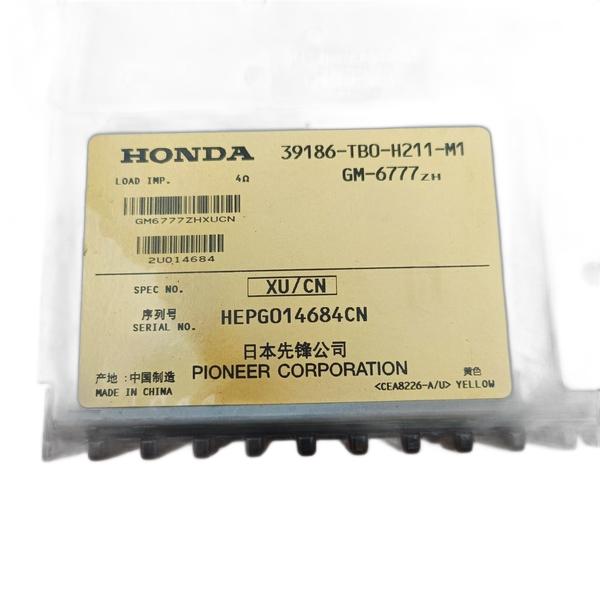 HONDA 39186-TB0-H211-M1
LOAD IMP. 4Ω GM-6777 ZH
GM6777ZHXUCN
2U014684
SPEC NO. XU/CN
序列号
SERIAL NO. HEPG014684CN
日本先锋公司
PIONEER CORPORATION
产地:中国制造 黄色
MADE IN CHINA <CEA8226-A/U> YELLOW